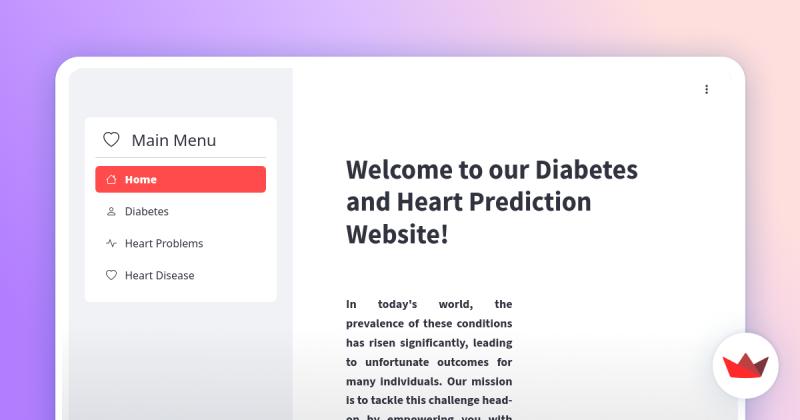 Main Menu
Home
Diabetes
Heart Problems
Heart Disease
Welcome to our Diabetes
and Heart Prediction
Website!
In today's world, the
prevalence of these conditions
has risen significantly, leading
to unfortunate outcomes for
many individuals. Our mission
is to tackle this challenge head-
on by empowering you with